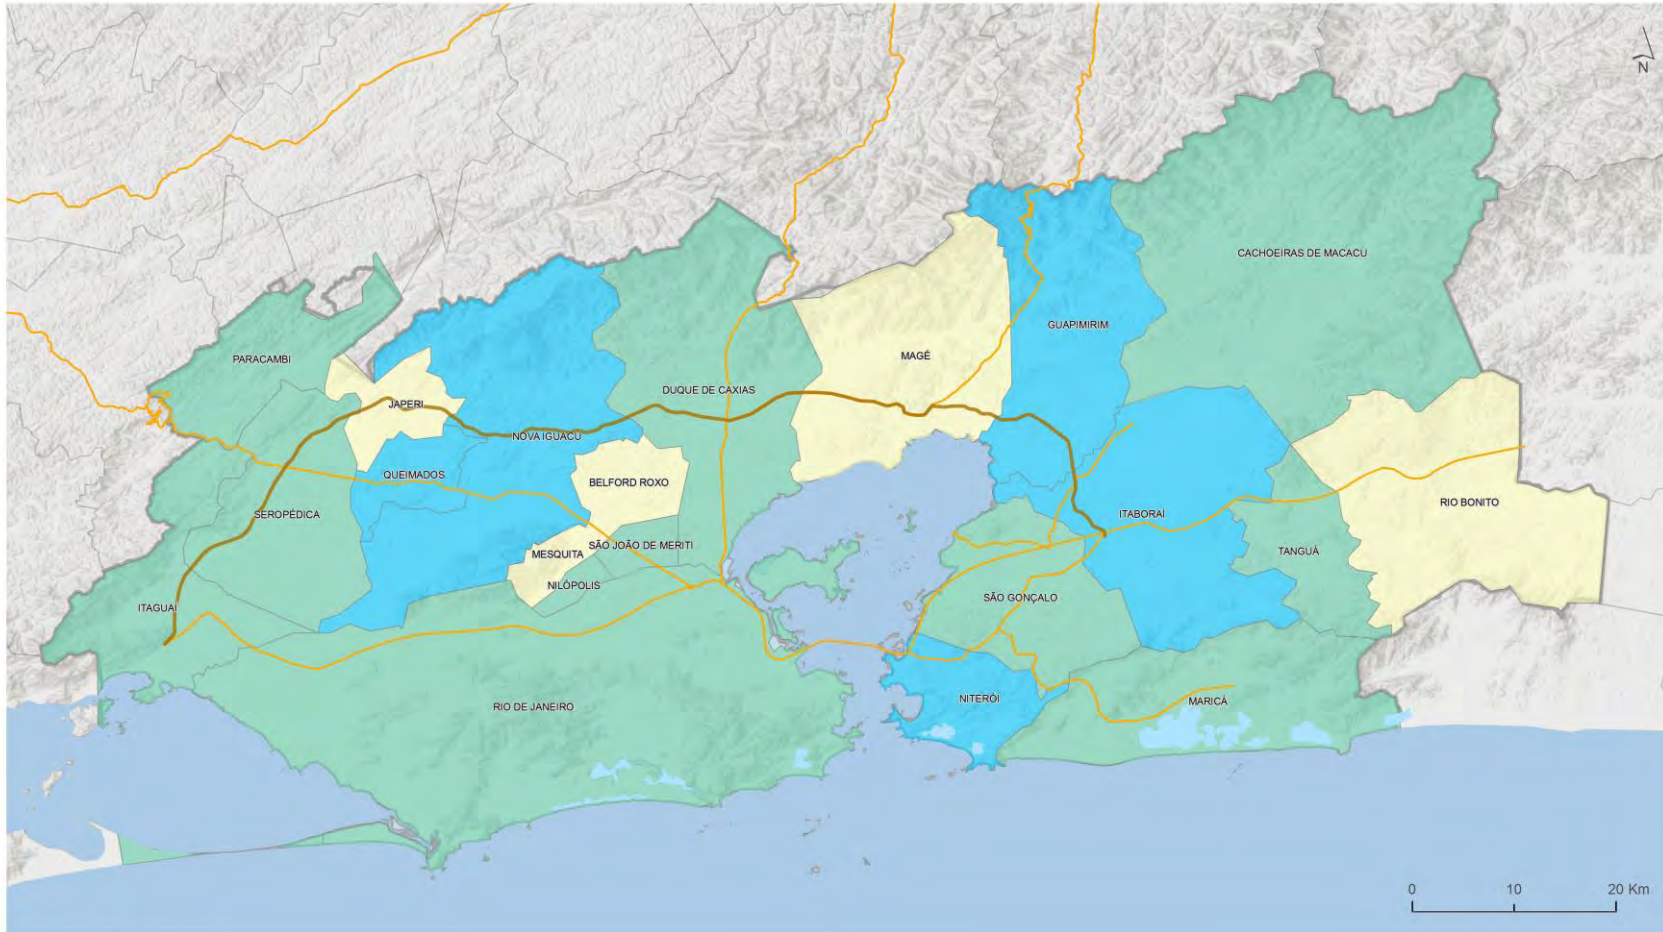 N
CACHOEIRAS DE MACACU
GUAPIMIRIM
MAGÉ
PARACAMBI
DUQUE DE CAXIAS
JAPERI
NOVA IGUACU
QUEIMADOS
BELFORD ROXO
RIO BONITO
SEROPÉDICA
ITABORAÍ
SÃO JOÃO DE MERITI
MESQUITA
TANGUÁ
NILÓPOLIS
SÃO GONÇALO
ITAGUAÍ
NITERÓI
MARICÁ
RIO DE JANEIRO
0 10 20 Km